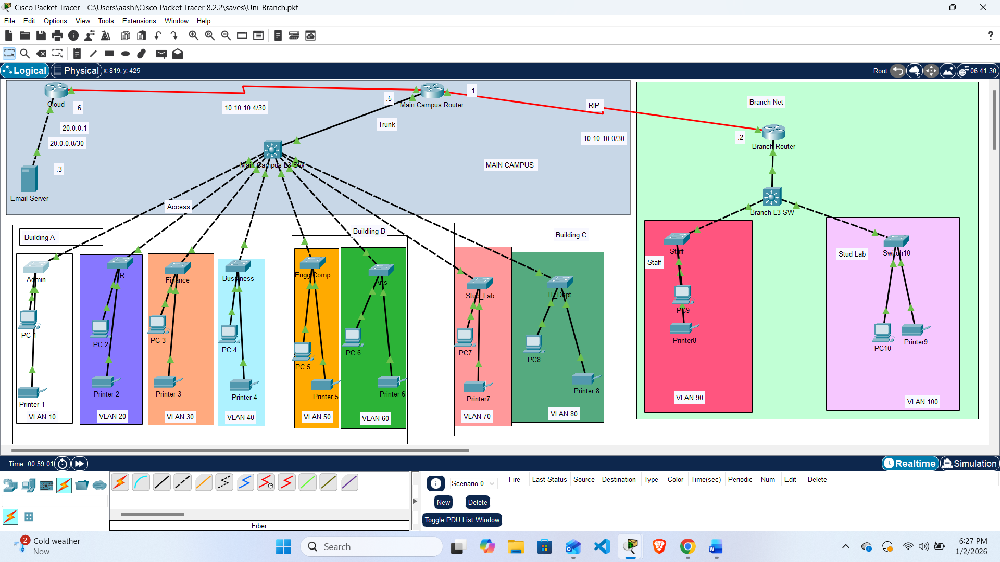 Cisco Packet Tracer - C:\Users\aashi\Cisco Packet Tracer 8.2.2\saves\Uni_Branch.pkt
File Edit Options View Tools Extensions Window Help
Logical Physical x: 819, y: 425 Root 06:41:30
Cloud
.6
20.0.0.1
20.0.0.0/30
.3
Email Server
10.10.10.4/30
.5
Main Campus Router
.1
Trunk
RIP
10.10.10.0/30
Main Campus L3 SW
MAIN CAMPUS
Access
Branch Net
.2
Branch Router
Branch L3 SW
Building A
Buildling B
Building C
Admin
HR
Finance
Bussiness
Engg Comp
Arts
Stud_Lab
IT_Dept
Staff
Staff
Stud Lab
Switch10
PC 1
PC 2
PC 3
PC 4
PC 5
PC 6
PC7
PC8
PC9
PC10
Printer 1
Printer 2
Printer 3
Printer 4
Printer 5
Printer 6
Printer7
Printer 8
Printer8
Printer9
VLAN 10
VLAN 20
VLAN 30
VLAN 40
VLAN 50
VLAN 60
VLAN 70
VLAN 80
VLAN 90
VLAN 100
Time: 00:59:01
Realtime Simulation
Scenario 0
New Delete
Toggle PDU List Window
Fire Last Status Source Destination Type Color Time(sec) Periodic Num Edit Delete
Fiber
2
Cold weather
Now
Search
6:27 PM
1/2/2026